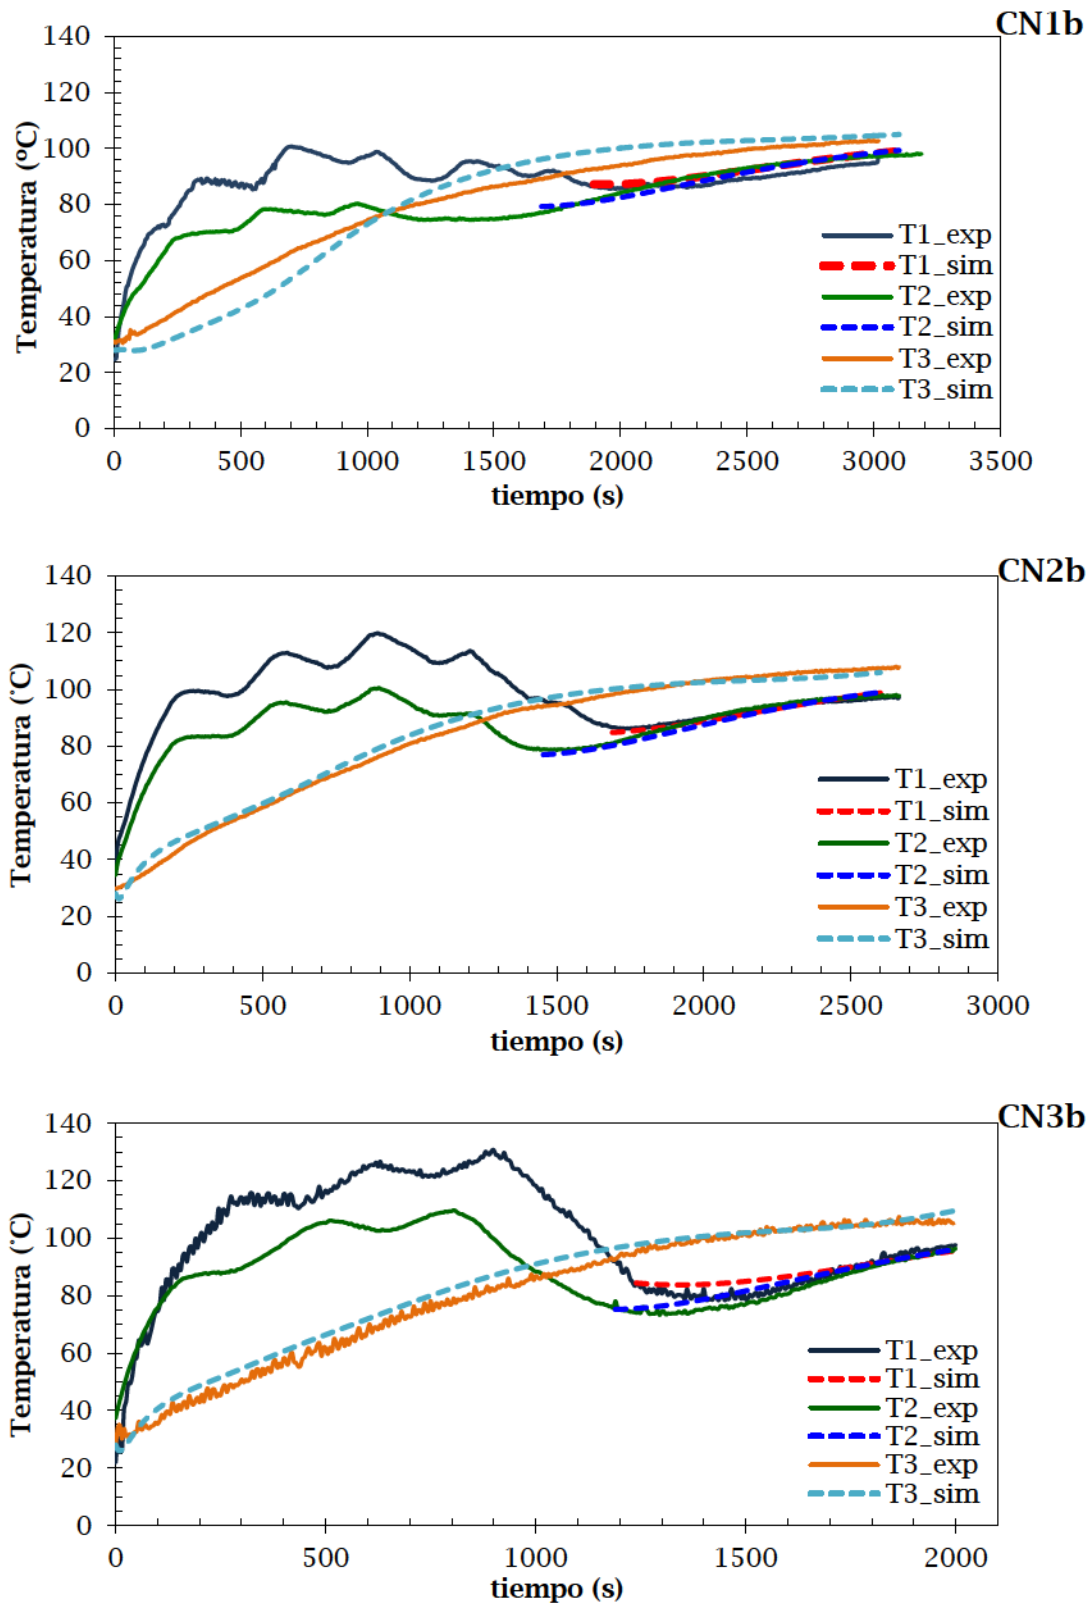 CN1b
140
120
100
80
60
40
20
0
Temperatura (ºC)
T1_exp
T1_sim
T2_exp
T2_sim
T3_exp
T3_sim
0 500 1000 1500 2000 2500 3000 3500
tiempo (s)
CN2b
140
120
100
80
60
40
20
0
Temperatura (˚C)
T1_exp
T1_sim
T2_exp
T2_sim
T3_exp
T3_sim
0 500 1000 1500 2000 2500 3000
tiempo (s)
CN3b
140
120
100
80
60
40
20
0
Temperatura (˚C)
T1_exp
T1_sim
T2_exp
T2_sim
T3_exp
T3_sim
0 500 1000 1500 2000
tiempo (s)